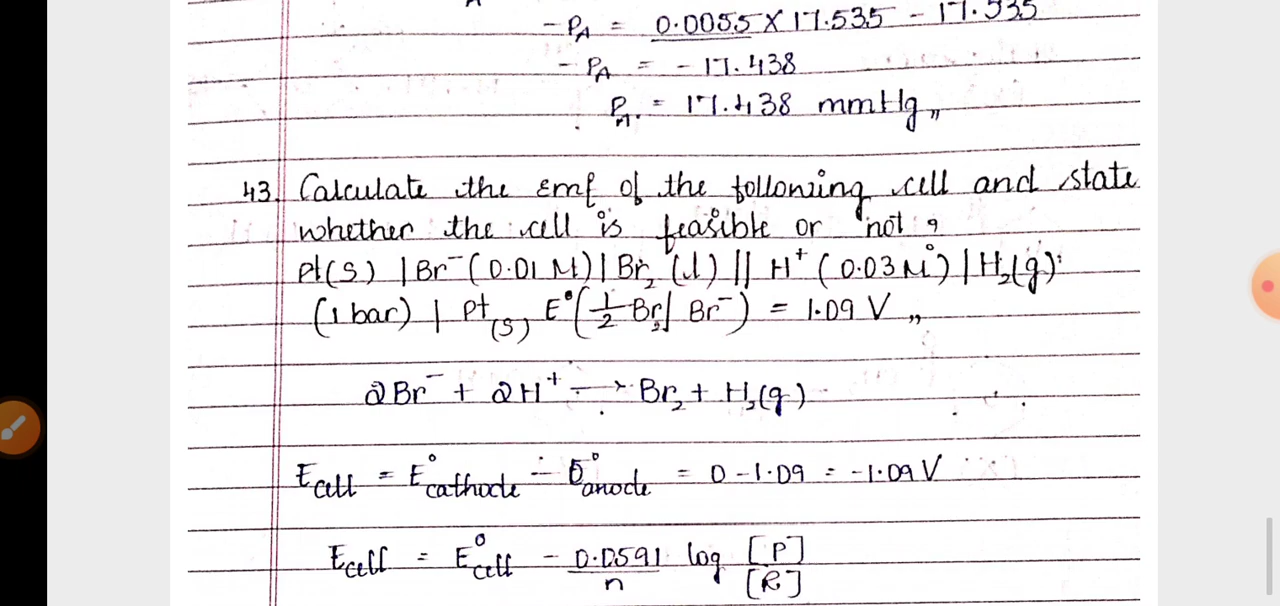 - PA = 0.0055 X 17.535 - 17.535
- PA = - 17.438
PA = 17.438 mmHg „
43. Calculate the Emf of the following cell and state
whether the cell is feasible or not ?
Pt(s) | Br⁻ (0.01 M) | Br₂ (l) || H⁺ (0.03 M) | H₂(g)
(1 bar) | Pt(s) E°(1/2 Br₂/ Br⁻) = 1.09 V „
2Br⁻ + 2H⁺ → Br₂ + H₂(g)
Ecell = E°cathode - E°anode = 0 - 1.09 = -1.09 V
Ecell = E°cell - 0.0591/n log [P]/[R]